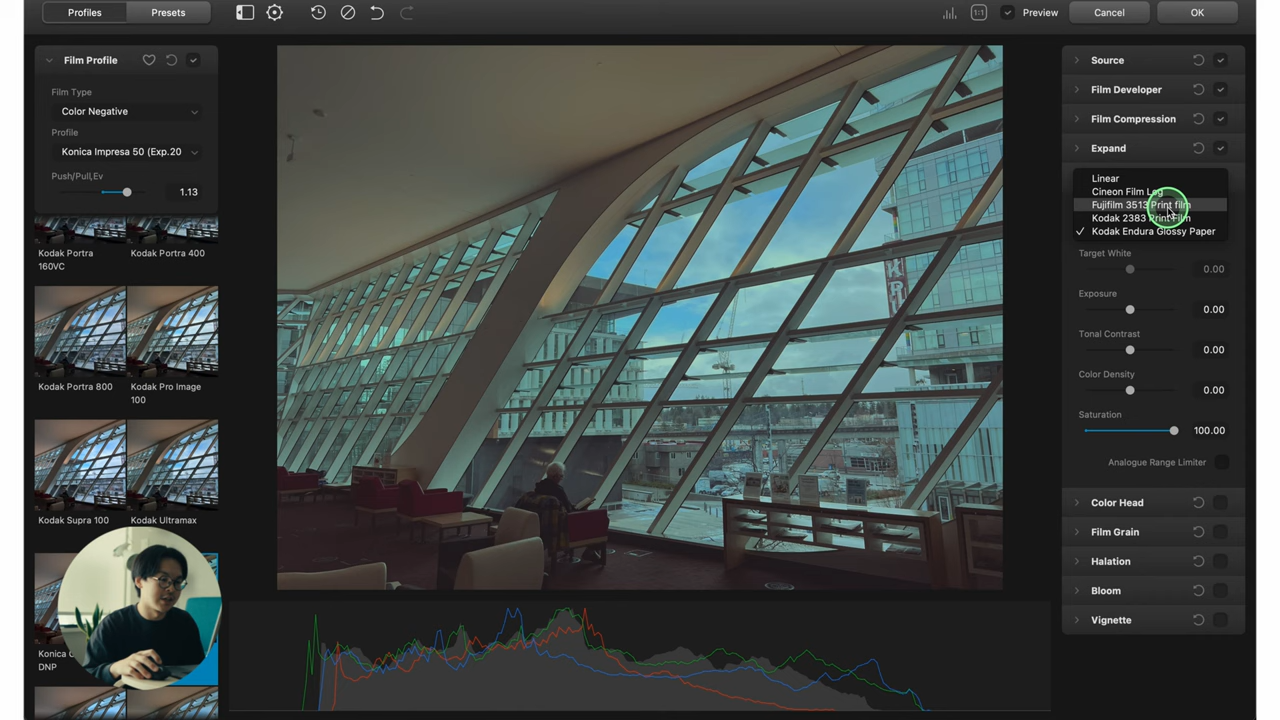 Profiles
Presets
1:1
Preview
Cancel
OK
Film Profile
Film Type
Color Negative
Profile
Konica Impresa 50 (Exp.20
Push/Pull,Ev
1.13
Kodak Portra
160VC
Kodak Portra 400
Kodak Portra 800
Kodak Pro Image
100
Kodak Supra 100
Kodak Ultramax
Konica
DNP
Source
Film Developer
Film Compression
Expand
Linear
Cineon Film Log
Fujifilm 3513 Print film
Kodak 2383 Print Film
Kodak Endura Glossy Paper
Target White
0.00
Exposure
0.00
Tonal Contrast
0.00
Color Density
0.00
Saturation
100.00
Analogue Range Limiter
Color Head
Film Grain
Halation
Bloom
Vignette